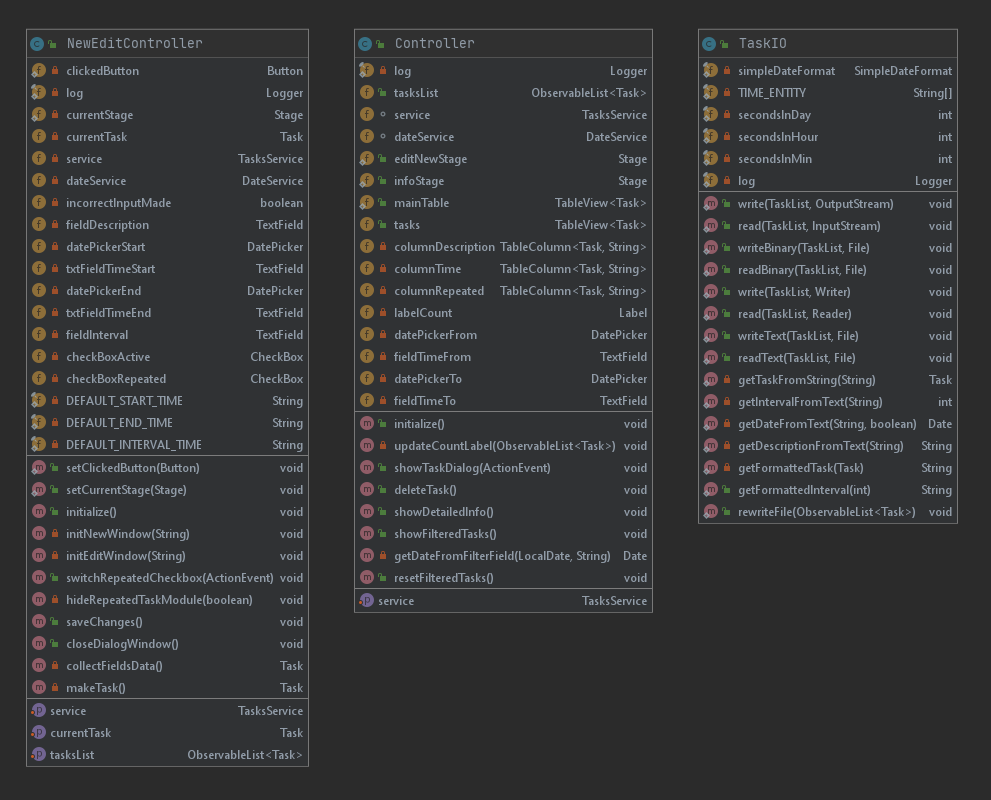 NewEditController
clickedButton Button
log Logger
currentStage Stage
currentTask Task
service TasksService
dateService DateService
incorrectInputMade boolean
fieldDescription TextField
datePickerStart DatePicker
txtFieldTimeStart TextField
datePickerEnd DatePicker
txtFieldTimeEnd TextField
fieldInterval TextField
checkBoxActive CheckBox
checkBoxRepeated CheckBox
DEFAULT_START_TIME String
DEFAULT_END_TIME String
DEFAULT_INTERVAL_TIME String
setClickedButton(Button) void
setCurrentStage(Stage) void
initialize() void
initNewWindow(String) void
initEditWindow(String) void
switchRepeatedCheckbox(ActionEvent) void
hideRepeatedTaskModule(boolean) void
saveChanges() void
closeDialogWindow() void
collectFieldsData() Task
makeTask() Task
service TasksService
currentTask Task
tasksList ObservableList<Task>
Controller
log Logger
tasksList ObservableList<Task>
service TasksService
dateService DateService
editNewStage Stage
infoStage Stage
mainTable TableView<Task>
tasks TableView<Task>
columnDescription TableColumn<Task, String>
columnTime TableColumn<Task, String>
columnRepeated TableColumn<Task, String>
labelCount Label
datePickerFrom DatePicker
fieldTimeFrom TextField
datePickerTo DatePicker
fieldTimeTo TextField
initialize() void
updateCountLabel(ObservableList<Task>) void
showTaskDialog(ActionEvent) void
deleteTask() void
showDetailedInfo() void
showFilteredTasks() void
getDateFromFilterField(LocalDate, String) Date
resetFilteredTasks() void
service TasksService
TaskIO
simpleDateFormat SimpleDateFormat
TIME_ENTITY String[]
secondsInDay int
secondsInHour int
secondsInMin int
log Logger
write(TaskList, OutputStream) void
read(TaskList, InputStream) void
writeBinary(TaskList, File) void
readBinary(TaskList, File) void
write(TaskList, Writer) void
read(TaskList, Reader) void
writeText(TaskList, File) void
readText(TaskList, File) void
getTaskFromString(String) Task
getIntervalFromText(String) int
getDateFromText(String, boolean) Date
getDescriptionFromText(String) String
getFormattedTask(Task) String
getFormattedInterval(int) String
rewriteFile(ObservableList<Task>) void